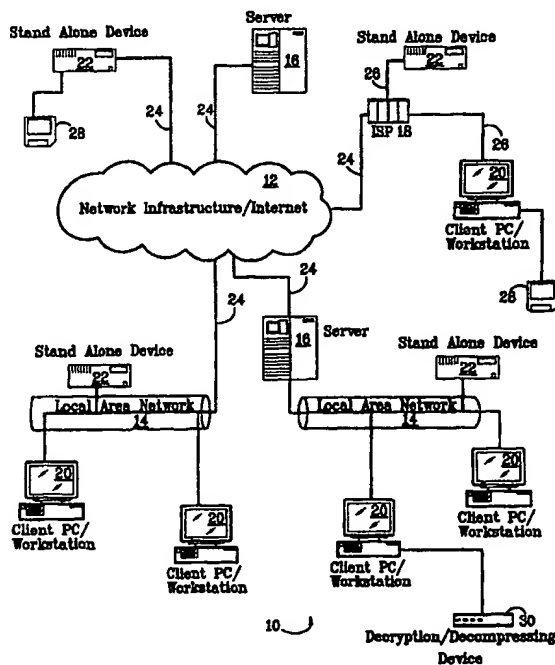 Server
16
Stand Alone Device
22
28
24
24
Stand Alone Device
22
26
ISP 18
26
24
20
Client PC/
Workstation
28
12
Network Infrastructure/Internet
24
24
16
Server
Stand Alone Device
22
Local Area Network
14
20
Client PC/
Workstation
20
Client PC/
Workstation
Stand Alone Device
22
Local Area Network
14
20
Client PC/
Workstation
20
Client PC/
Workstation
10
30
Decryption/Decompressing
Device